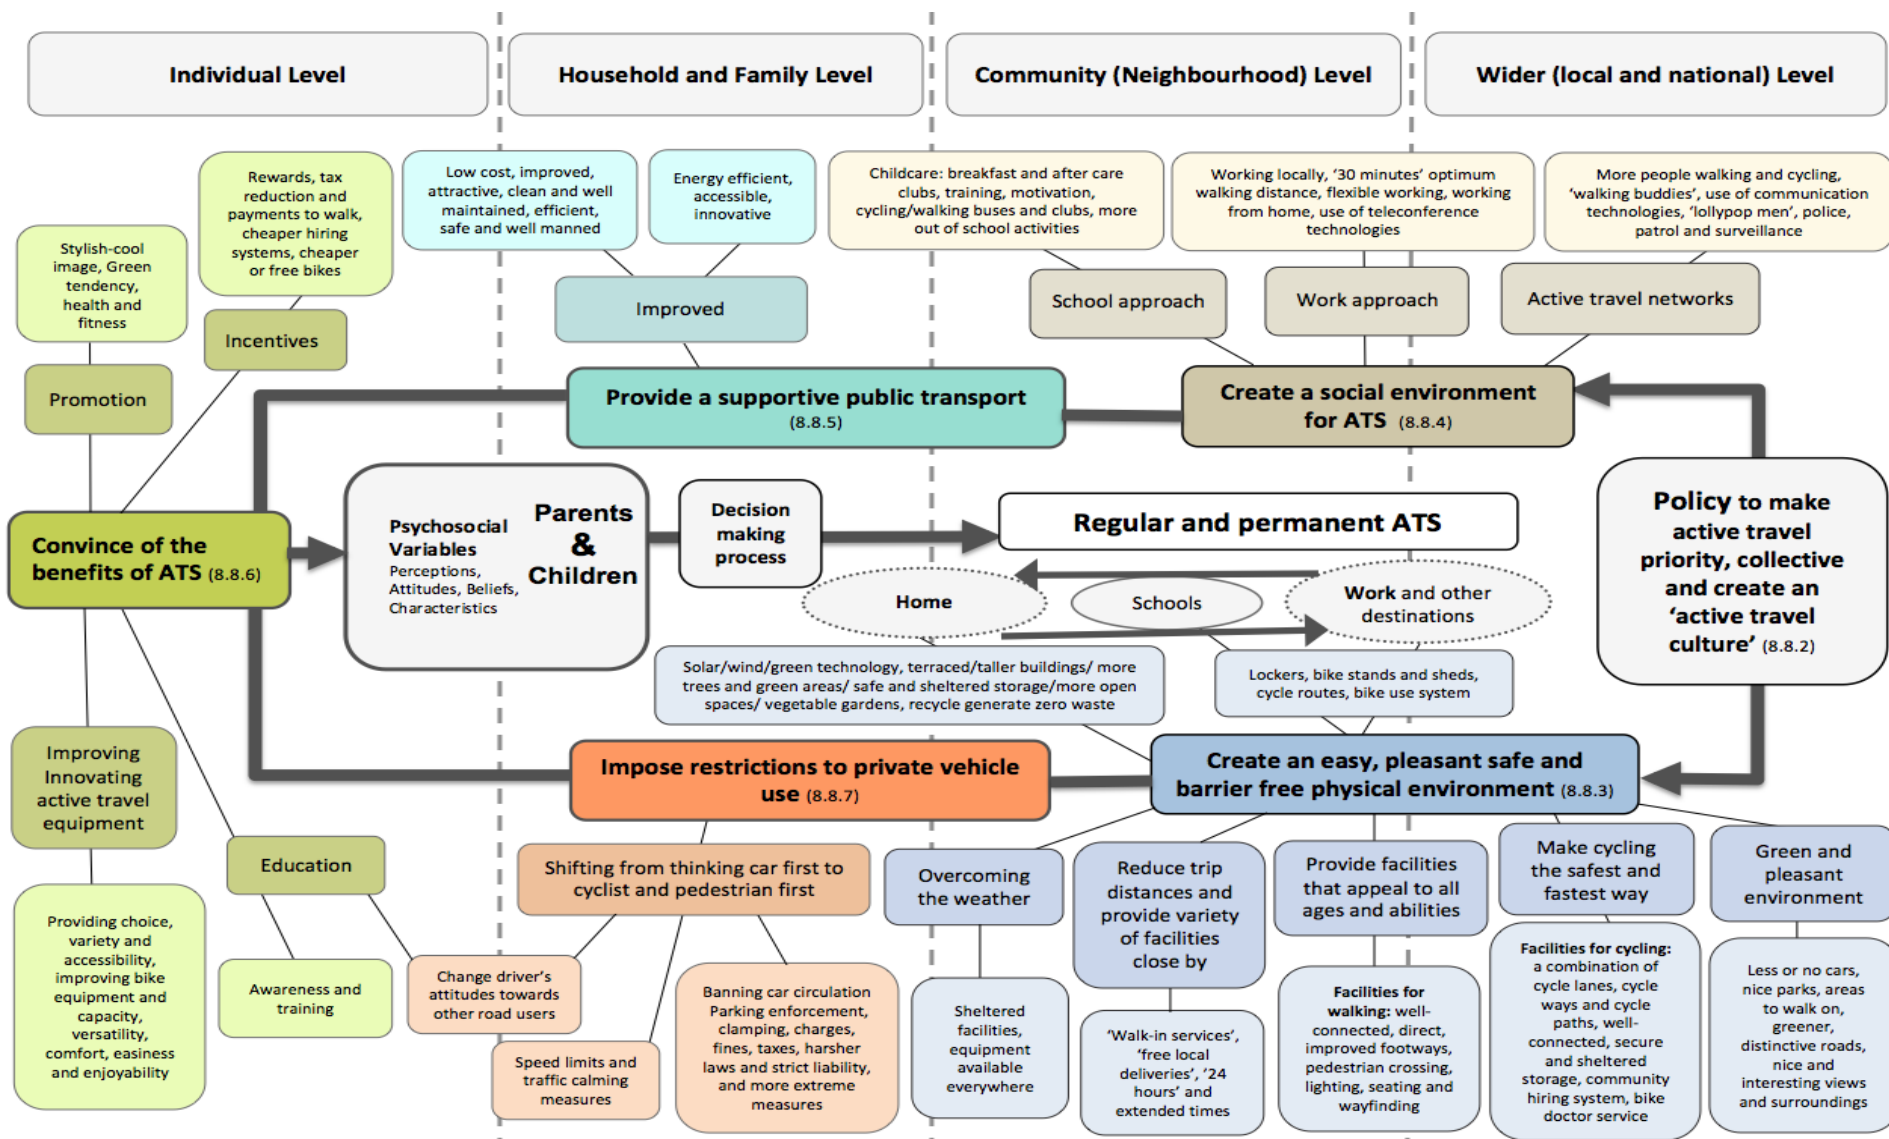 Individual Level
Household and Family Level
Community (Neighbourhood) Level
Wider (local and national) Level
Stylish-cool
image, Green
tendency,
health and
fitness
Rewards, tax
reduction and
payments to walk,
cheaper hiring
systems, cheaper
or free bikes
Low cost, improved,
attractive, clean and well
maintained, efficient,
safe and well manned
Energy efficient,
accessible,
innovative
Childcare: breakfast and after care
clubs, training, motivation,
cycling/walking buses and clubs, more
out of school activities
Working locally, ‘30 minutes’ optimum
walking distance, flexible working, working
from home, use of teleconference
technologies
More people walking and cycling,
‘walking buddies’, use of communication
technologies, ‘lollypop men’, police,
patrol and surveillance
Promotion
Incentives
Improved
School approach
Work approach
Active travel networks
Provide a supportive public transport
(8.8.5)
Create a social environment
for ATS (8.8.4)
Convince of the
benefits of ATS (8.8.6)
Psychosocial
Variables
Perceptions,
Attitudes, Beliefs,
Characteristics
Parents
&
Children
Decision
making
process
Regular and permanent ATS
Home
Schools
Work and other
destinations
Policy to make
active travel
priority, collective
and create an
‘active travel
culture’ (8.8.2)
Solar/wind/green technology, terraced/taller buildings/ more
trees and green areas/ safe and sheltered storage/more open
spaces/ vegetable gardens, recycle generate zero waste
Lockers, bike stands and sheds,
cycle routes, bike use system
Impose restrictions to private vehicle
use (8.8.7)
Create an easy, pleasant safe and
barrier free physical environment (8.8.3)
Improving
Innovating
active travel
equipment
Education
Providing choice,
variety and
accessibility,
improving bike
equipment and
capacity,
versatility,
comfort, easiness
and enjoyability
Awareness and
training
Shifting from thinking car first to
cyclist and pedestrian first
Change driver’s
attitudes towards
other road users
Speed limits and
traffic calming
measures
Banning car circulation
Parking enforcement,
clamping, charges,
fines, taxes, harsher
laws and strict liability,
and more extreme
measures
Overcoming
the weather
Reduce trip
distances and
provide variety
of facilities
close by
Provide facilities
that appeal to all
ages and abilities
Make cycling
the safest and
fastest way
Green and
pleasant
environment
Sheltered
facilities,
equipment
available
everywhere
‘Walk-in services’,
‘free local
deliveries’, ‘24
hours’ and
extended times
Facilities for
walking: well-
connected, direct,
improved footways,
pedestrian crossing,
lighting, seating and
wayfinding
Facilities for cycling:
a combination of
cycle lanes, cycle
ways and cycle
paths, well-
connected, secure
and sheltered
storage, community
hiring system, bike
doctor service
Less or no cars,
nice parks, areas
to walk on,
greener,
distinctive roads,
nice and
interesting views
and surroundings